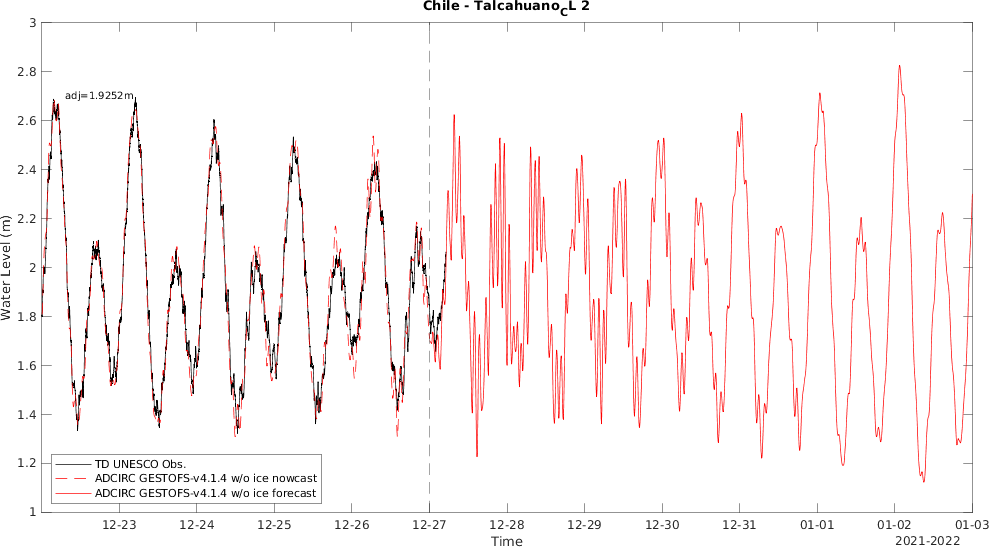 Chile - Talcahuano_CL 2
Water Level (m)
3
2.8
2.6
2.4
2.2
2
1.8
1.6
1.4
1.2
1
adj=1.9252m
TD UNESCO Obs.
ADCIRC GESTOFS-v4.1.4 w/o ice nowcast
ADCIRC GESTOFS-v4.1.4 w/o ice forecast
12-23 12-24 12-25 12-26 12-27 12-28 12-29 12-30 12-31 01-01 01-02 01-03
Time
2021-2022